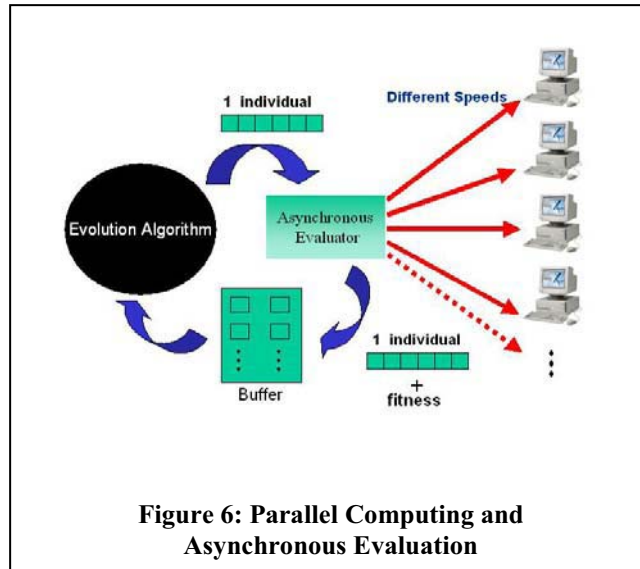 1 individual
Different Speeds
Evolution Algorithm
Asynchronous
Evaluator
1 individual
+
fitness
Buffer
Figure 6: Parallel Computing and
Asynchronous Evaluation